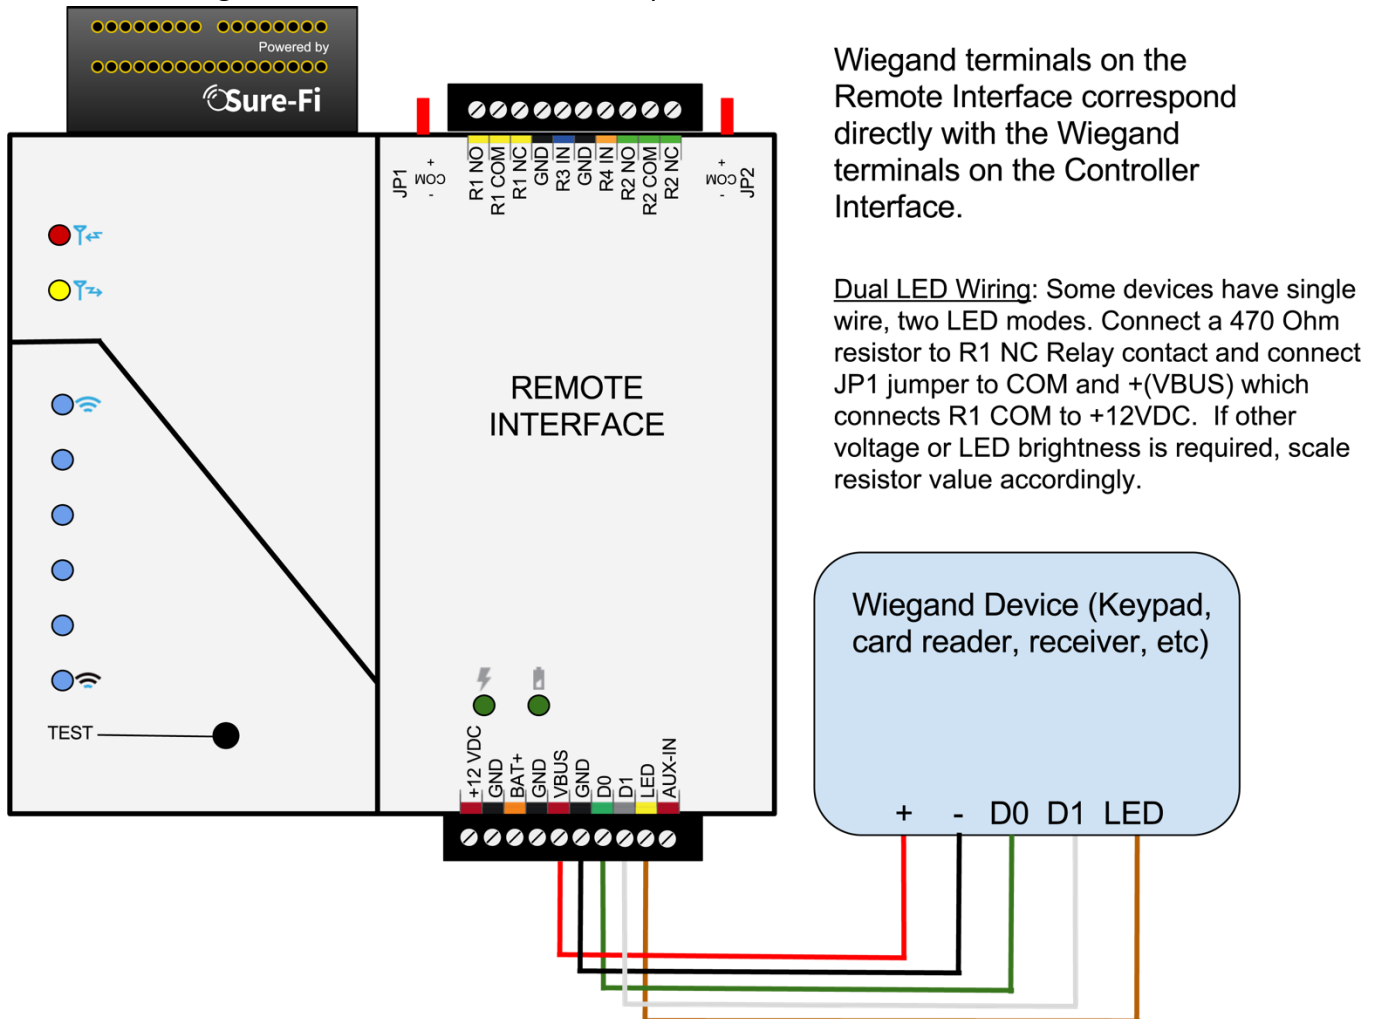 Powered by
Sure-Fi
JP1
+
COM
-
R1 NO
R1 COM
R1 NC
GND
R3 IN
GND
R4 IN
R2 NO
R2 COM
R2 NC
+
COM
-
JP2
REMOTE
INTERFACE
TEST
+12 VDC
GND
BAT+
GND
VBUS
GND
D0
D1
LED
AUX-IN
Wiegand terminals on the
Remote Interface correspond
directly with the Wiegand
terminals on the Controller
Interface.
Dual LED Wiring: Some devices have single
wire, two LED modes. Connect a 470 Ohm
resistor to R1 NC Relay contact and connect
JP1 jumper to COM and +(VBUS) which
connects R1 COM to +12VDC.  If other
voltage or LED brightness is required, scale
resistor value accordingly.
Wiegand Device (Keypad,
card reader, receiver, etc)
+ - D0 D1 LED